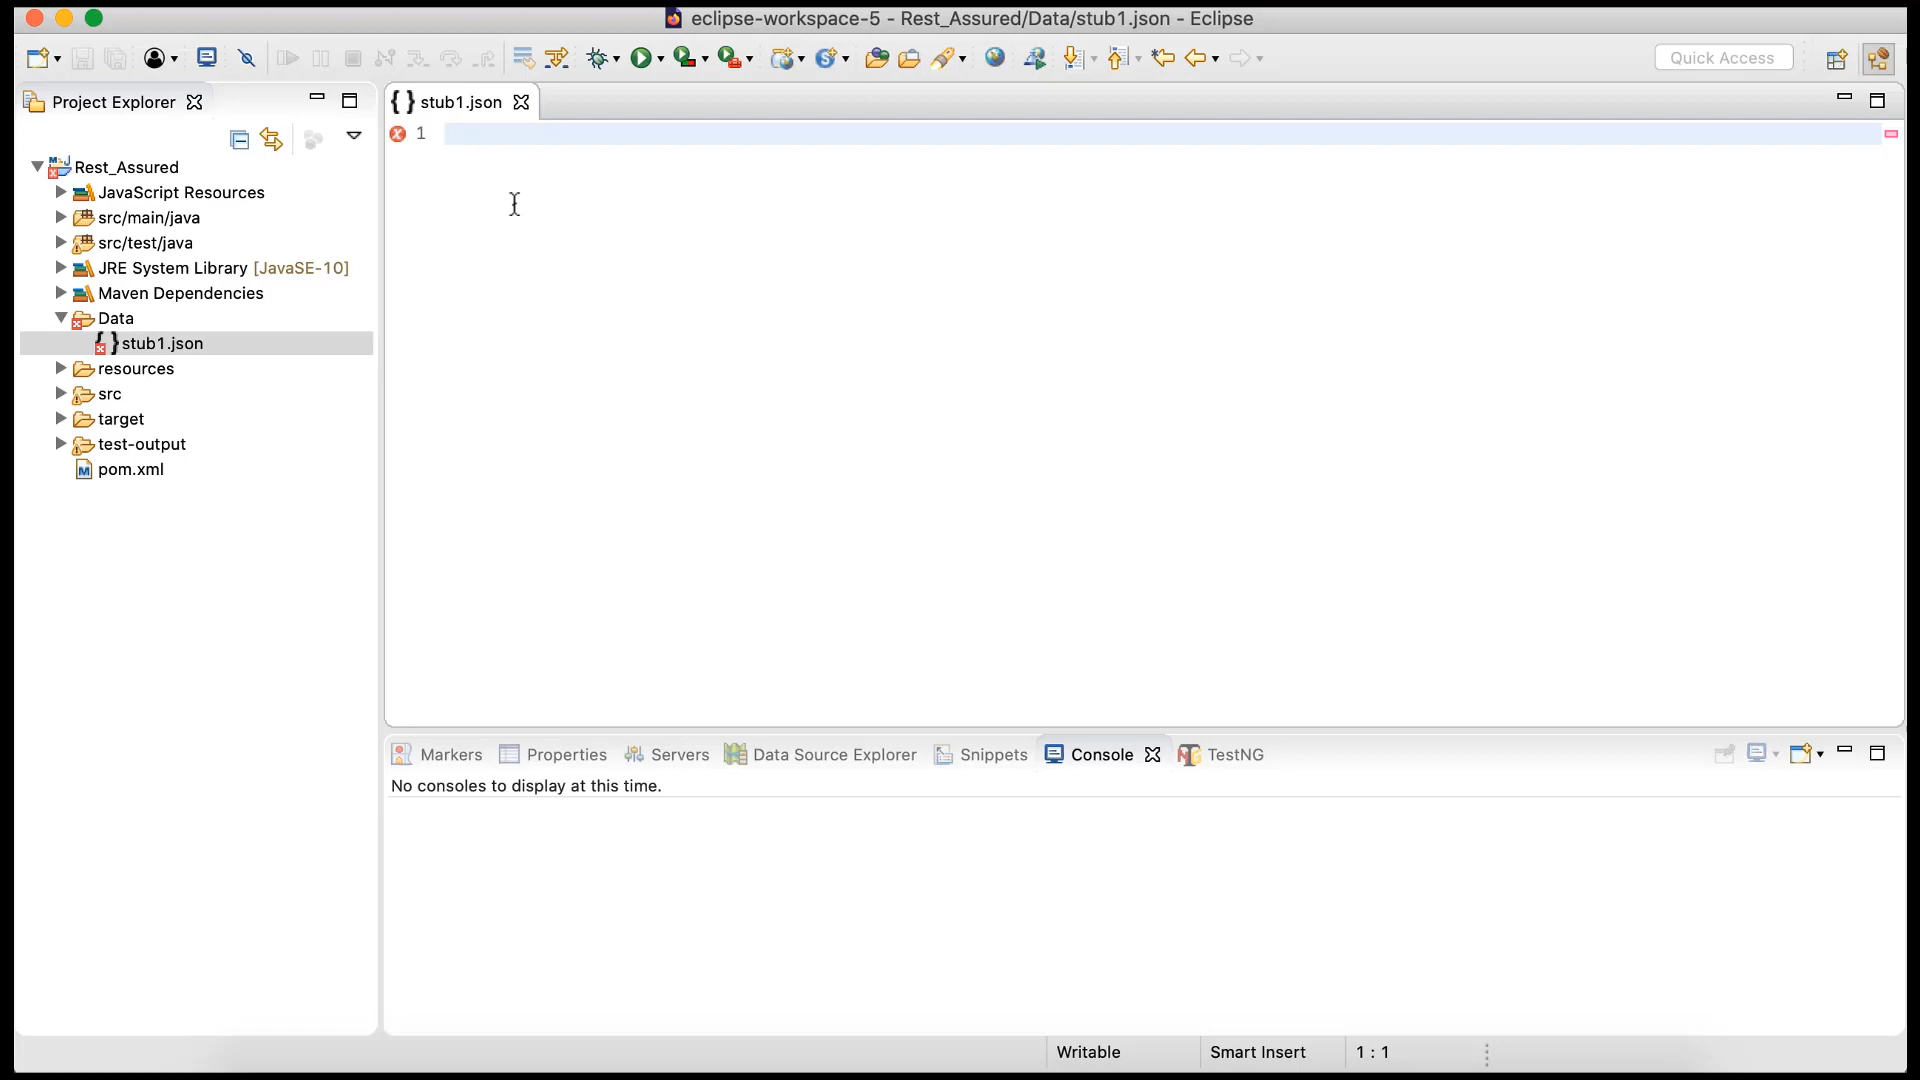 eclipse-workspace-5 - Rest_Assured/Data/stub1.json - Eclipse
Quick Access
Project Explorer
stub1.json
1
Rest_Assured
JavaScript Resources
src/main/java
src/test/java
JRE System Library [JavaSE-10]
Maven Dependencies
Data
stub1.json
resources
src
target
test-output
pom.xml
Markers Properties Servers Data Source Explorer Snippets Console TestNG
No consoles to display at this time.
Writable Smart Insert 1 : 1